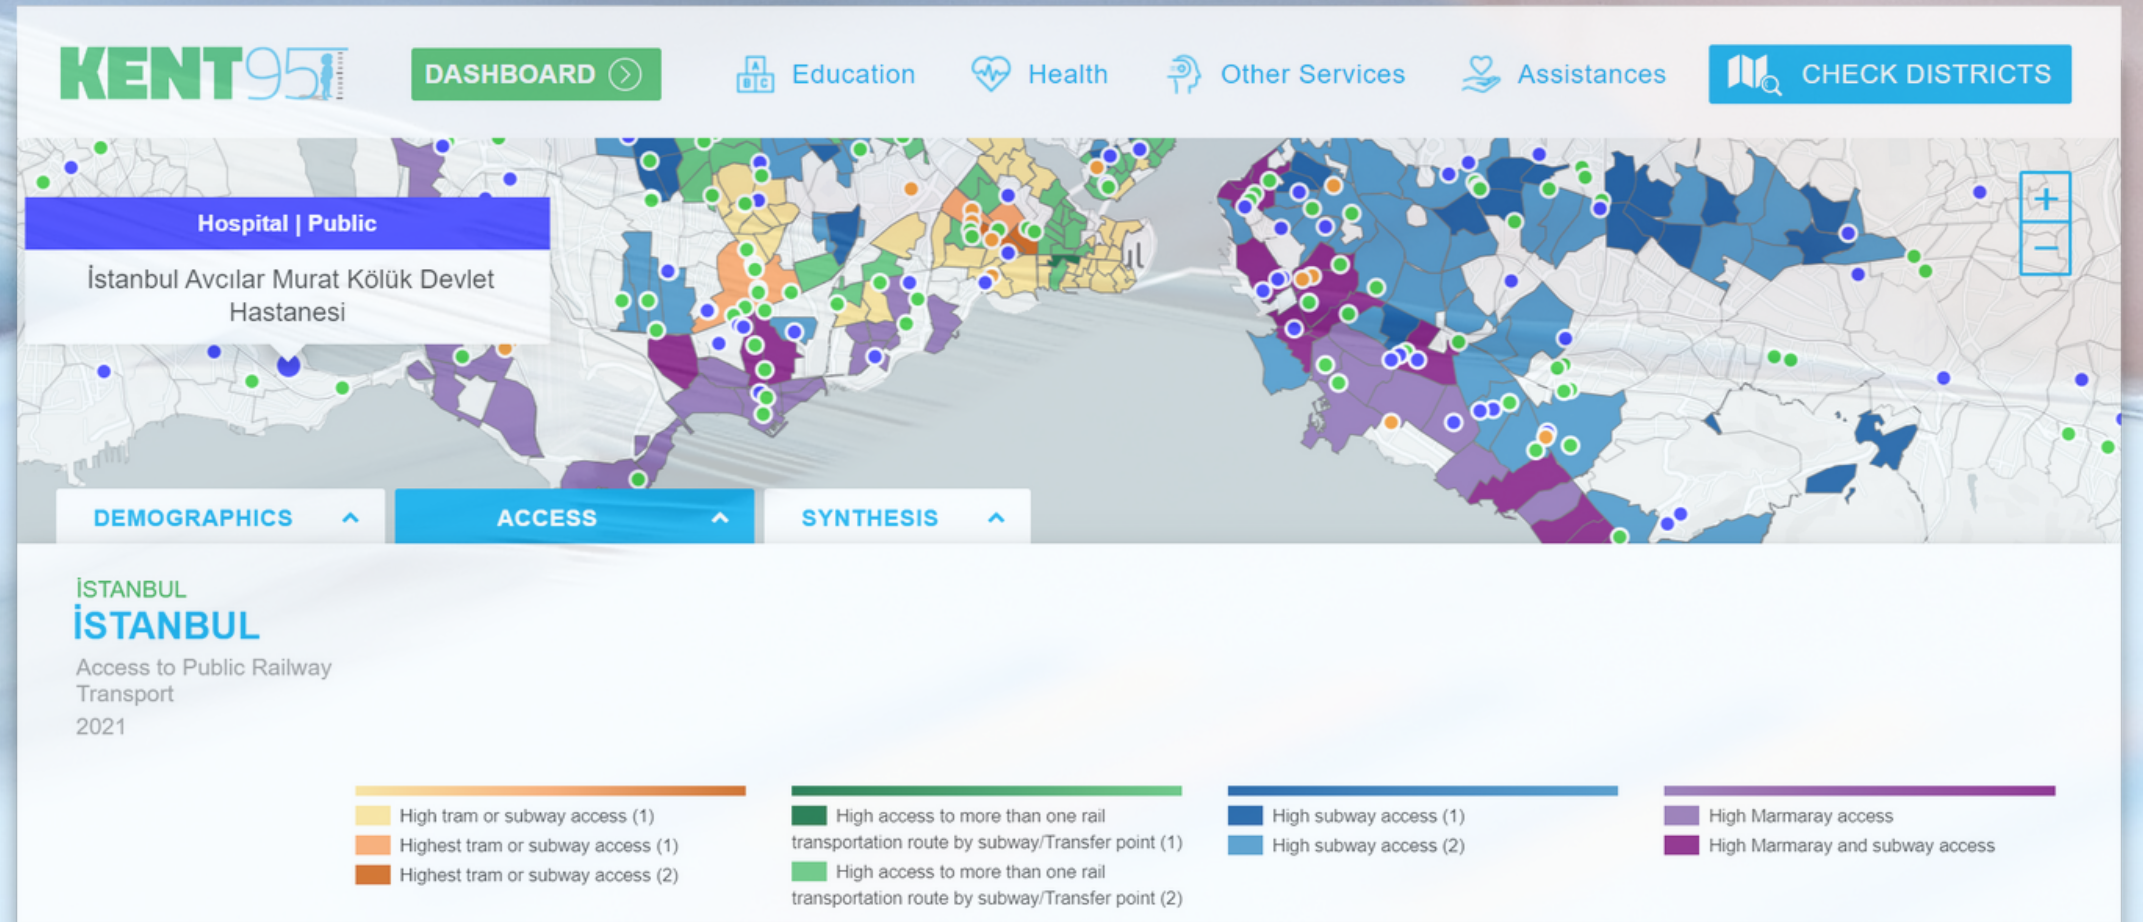 KENT95
DASHBOARD
Education
Health
Other Services
Assistances
CHECK DISTRICTS
Hospital | Public
İstanbul Avcılar Murat Kölük Devlet
Hastanesi
+
−
DEMOGRAPHICS
ACCESS
SYNTHESIS
İSTANBUL
İSTANBUL
Access to Public Railway
Transport
2021
High tram or subway access (1)
Highest tram or subway access (1)
Highest tram or subway access (2)
High access to more than one rail
transportation route by subway/Transfer point (1)
High access to more than one rail
transportation route by subway/Transfer point (2)
High subway access (1)
High subway access (2)
High Marmaray access
High Marmaray and subway access